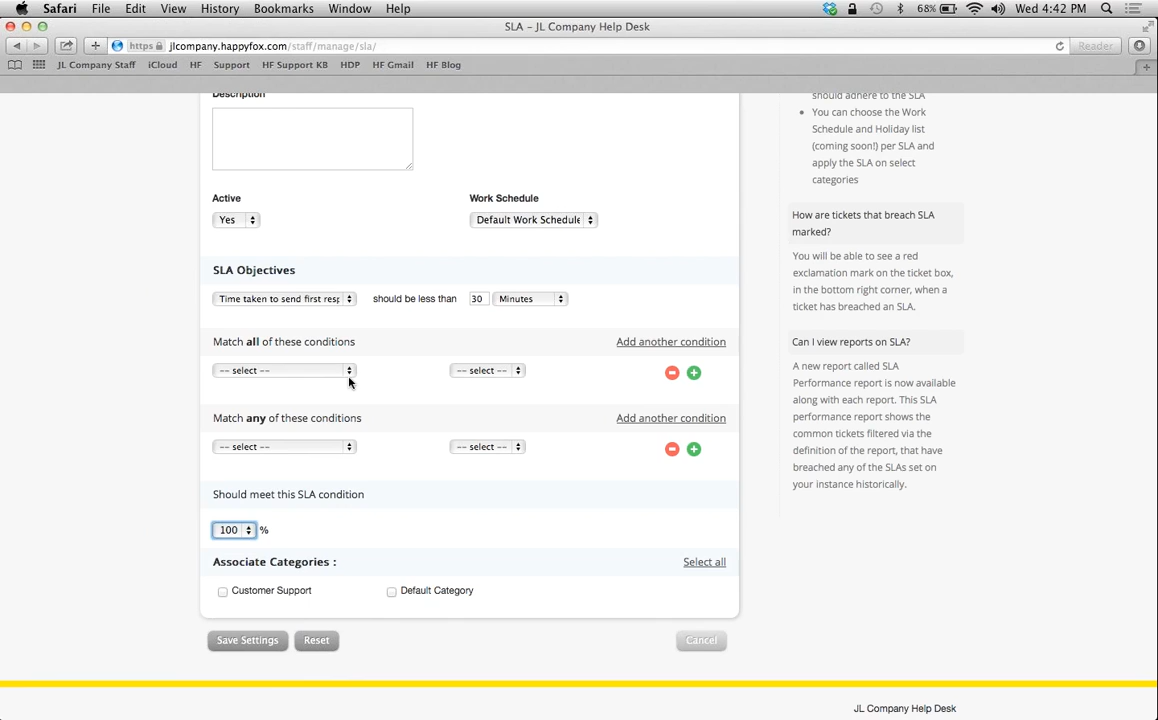 Safari File Edit View History Bookmarks Window Help 68% Wed 4:42 PM
SLA – JL Company Help Desk
https jlcompany.happyfox.com/staff/manage/sla/ Reader
JL Company Staff iCloud HF Support HF Support KB HDP HF Gmail HF Blog
Description
Active
Yes
Work Schedule
Default Work Schedule
SLA Objectives
Time taken to send first resp should be less than 30 Minutes
Match all of these conditions Add another condition
-- select -- -- select --
Match any of these conditions Add another condition
-- select -- -- select --
Should meet this SLA condition
100 %
Associate Categories : Select all
Customer Support Default Category
Save Settings Reset Cancel
should adhere to the SLA
• You can choose the Work
Schedule and Holiday list
(coming soon!) per SLA and
apply the SLA on select
categories
How are tickets that breach SLA
marked?
You will be able to see a red
exclamation mark on the ticket box,
in the bottom right corner, when a
ticket has breached an SLA.
Can I view reports on SLA?
A new report called SLA
Performance report is now available
along with each report. This SLA
performance report shows the
common tickets filtered via the
definition of the report, that have
breached any of the SLAs set on
your instance historically.
JL Company Help Desk